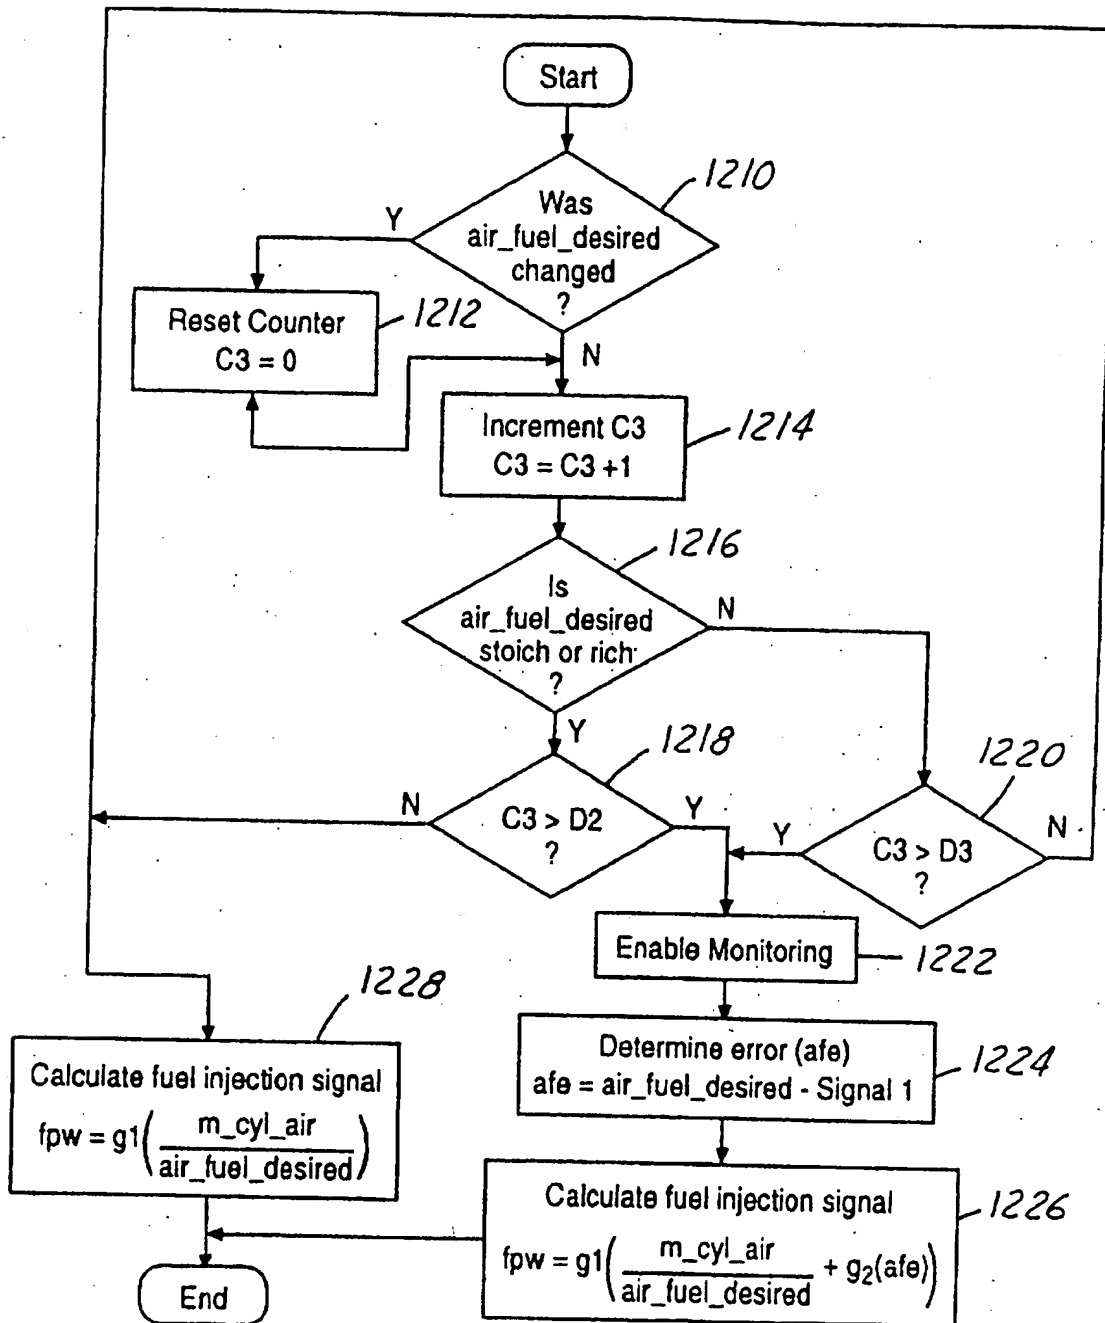 Start
1210
Was
air_fuel_desired
changed
?
Y
N
Reset Counter
C3 = 0
1212
Increment C3
C3 = C3 +1
1214
1216
Is
air_fuel_desired
stoich or rich
?
N
Y
1218
C3 > D2
?
N
Y
1220
C3 > D3
?
Y
N
Enable Monitoring
1222
Determine error (afe)
afe = air_fuel_desired - Signal 1
1224
1228
Calculate fuel injection signal
fpw = g1(m_cyl_air / air_fuel_desired)
Calculate fuel injection signal
fpw = g1(m_cyl_air / air_fuel_desired + g2(afe))
1226
End